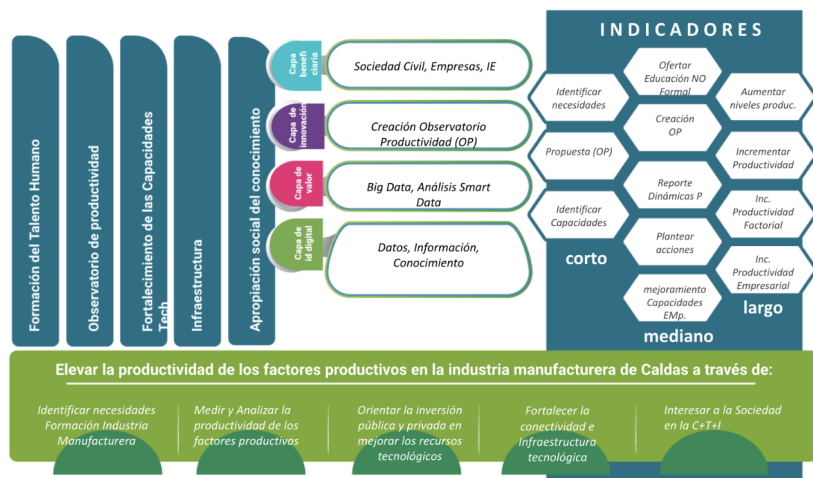 Formación del Talento Humano
Observatorio de productividad
Fortalecimiento de las Capacidades
Tech
Infraestructura
Apropiación social del conocimiento
Capa
benefi
ciaria
Sociedad Civil, Empresas, IE
Capa de
innovación
Creación Observatorio
Productividad (OP)
Capa de
valor
Big Data, Análisis Smart
Data
Capa de
id digital
Datos, Información,
Conocimiento
INDICADORES
Identificar
necesidades
Propuesta (OP)
Identificar
Capacidades
corto
Ofertar
Educación NO
Formal
Creación
OP
Reporte
Dinámicas P
Plantear
acciones
mejoramiento
Capacidades
EMp.
mediano
Aumentar
niveles produc.
Incrementar
Productividad
Inc.
Productividad
Factorial
Inc.
Productividad
Empresarial
largo
Elevar la productividad de los factores productivos en la industria manufacturera de Caldas a través de:
Identificar necesidades
Formación Industria
Manufacturera
Medir y Analizar la
productividad de los
factores productivos
Orientar la inversión
pública y privada en
mejorar los recursos
tecnológicos
Fortalecer la
conectividad e
Infraestructura
tecnológica
Interesar a la Sociedad
en la C+T+I